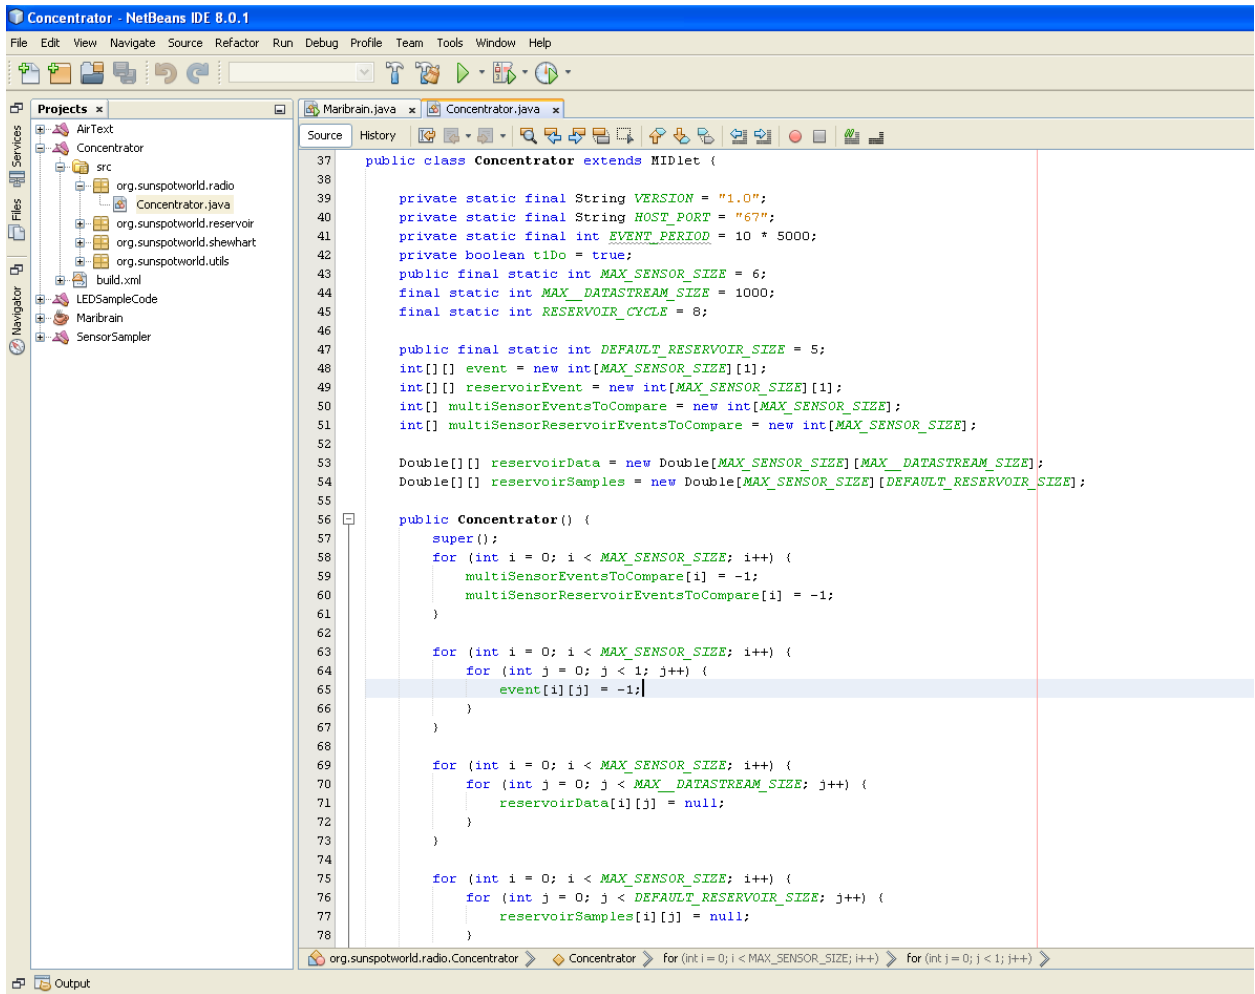 Concentrator - NetBeans IDE 8.0.1
File Edit View Navigate Source Refactor Run Debug Profile Team Tools Window Help
Projects
Services
Files
Navigator
AirText
Concentrator
src
org.sunspotworld.radio
Concentrator.java
org.sunspotworld.reservoir
org.sunspotworld.shewhart
org.sunspotworld.utils
build.xml
LEDSampleCode
Maribrain
SensorSampler
Maribrain.java Concentrator.java
Source History
37 public class Concentrator extends MIDlet {
38
39 private static final String VERSION = "1.0";
40 private static final String HOST_PORT = "67";
41 private static final int EVENT_PERIOD = 10 * 5000;
42 private boolean t1Do = true;
43 public final static int MAX_SENSOR_SIZE = 6;
44 final static int MAX__DATASTREAM_SIZE = 1000;
45 final static int RESERVOIR_CYCLE = 8;
46
47 public final static int DEFAULT_RESERVOIR_SIZE = 5;
48 int[][] event = new int[MAX_SENSOR_SIZE][1];
49 int[][] reservoirEvent = new int[MAX_SENSOR_SIZE][1];
50 int[] multiSensorEventsToCompare = new int[MAX_SENSOR_SIZE];
51 int[] multiSensorReservoirEventsToCompare = new int[MAX_SENSOR_SIZE];
52
53 Double[][] reservoirData = new Double[MAX_SENSOR_SIZE][MAX__DATASTREAM_SIZE];
54 Double[][] reservoirSamples = new Double[MAX_SENSOR_SIZE][DEFAULT_RESERVOIR_SIZE];
55
56 public Concentrator() {
57 super();
58 for (int i = 0; i < MAX_SENSOR_SIZE; i++) {
59 multiSensorEventsToCompare[i] = -1;
60 multiSensorReservoirEventsToCompare[i] = -1;
61 }
62
63 for (int i = 0; i < MAX_SENSOR_SIZE; i++) {
64 for (int j = 0; j < 1; j++) {
65 event[i][j] = -1;
66 }
67 }
68
69 for (int i = 0; i < MAX_SENSOR_SIZE; i++) {
70 for (int j = 0; j < MAX__DATASTREAM_SIZE; j++) {
71 reservoirData[i][j] = null;
72 }
73 }
74
75 for (int i = 0; i < MAX_SENSOR_SIZE; i++) {
76 for (int j = 0; j < DEFAULT_RESERVOIR_SIZE; j++) {
77 reservoirSamples[i][j] = null;
78 }
org.sunspotworld.radio.Concentrator Concentrator for (int i = 0; i < MAX_SENSOR_SIZE; i++) for (int j = 0; j < 1; j++)
Output